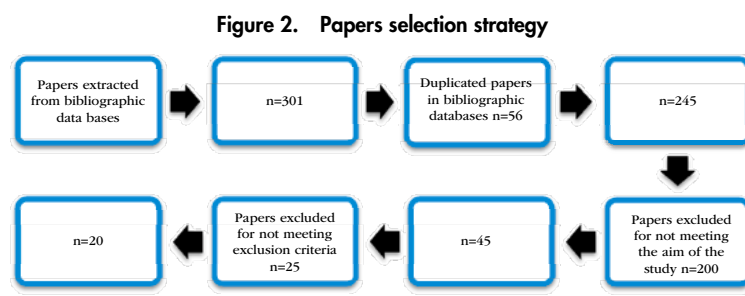 Figure 2. Papers selection strategy
Papers extracted
from bibliographic
data bases
n=301
Duplicated papers
in bibliographic
databases n=56
n=245
Papers excluded
for not meeting
the aim of the
study n=200
n=45
Papers excluded
for not meeting
exclusion criteria
n=25
n=20